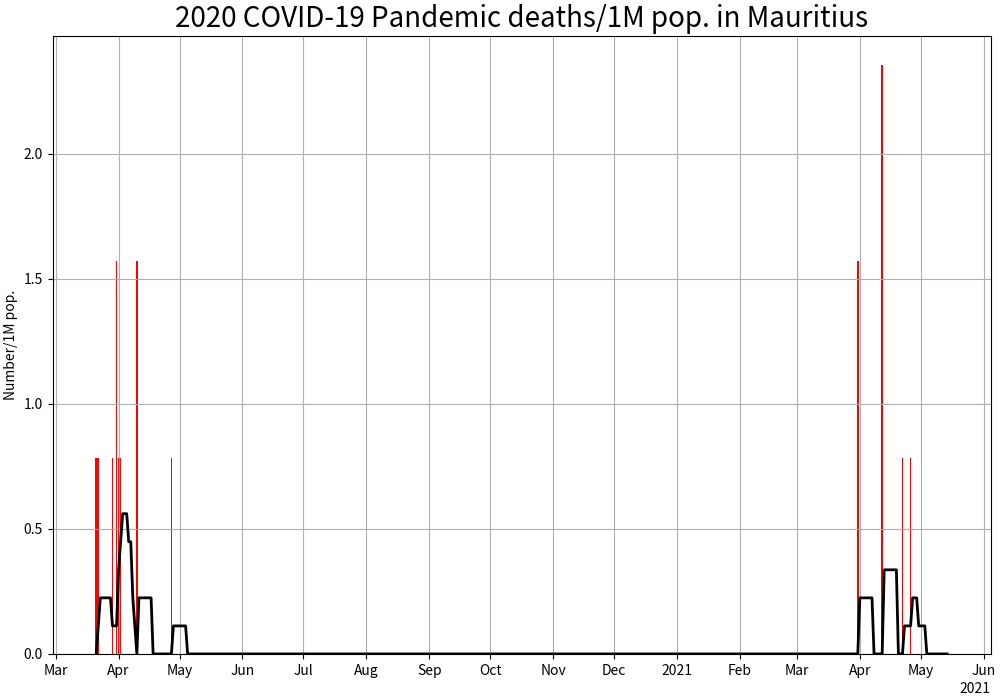 2020 COVID-19 Pandemic deaths/1M pop. in Mauritius
Number/1M pop.
2.0
1.5
1.0
0.5
0.0
Mar Apr May Jun Jul Aug Sep Oct Nov Dec 2021 Feb Mar Apr May Jun
2021